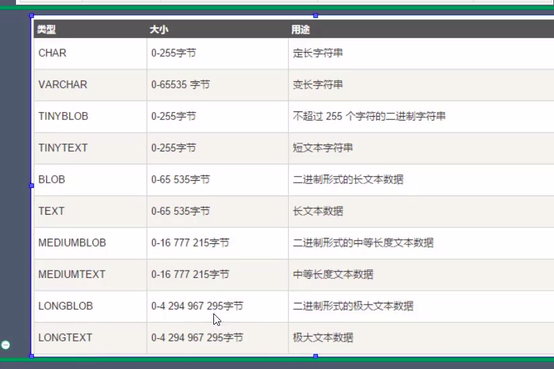 类型 大小 用途
CHAR 0-255字节 定长字符串
VARCHAR 0-65535 字节 变长字符串
TINYBLOB 0-255字节 不超过 255 个字符的二进制字符串
TINYTEXT 0-255字节 短文本字符串
BLOB 0-65 535字节 二进制形式的长文本数据
TEXT 0-65 535字节 长文本数据
MEDIUMBLOB 0-16 777 215字节 二进制形式的中等长度文本数据
MEDIUMTEXT 0-16 777 215字节 中等长度文本数据
LONGBLOB 0-4 294 967 295字节 二进制形式的极大文本数据
LONGTEXT 0-4 294 967 295字节 极大文本数据